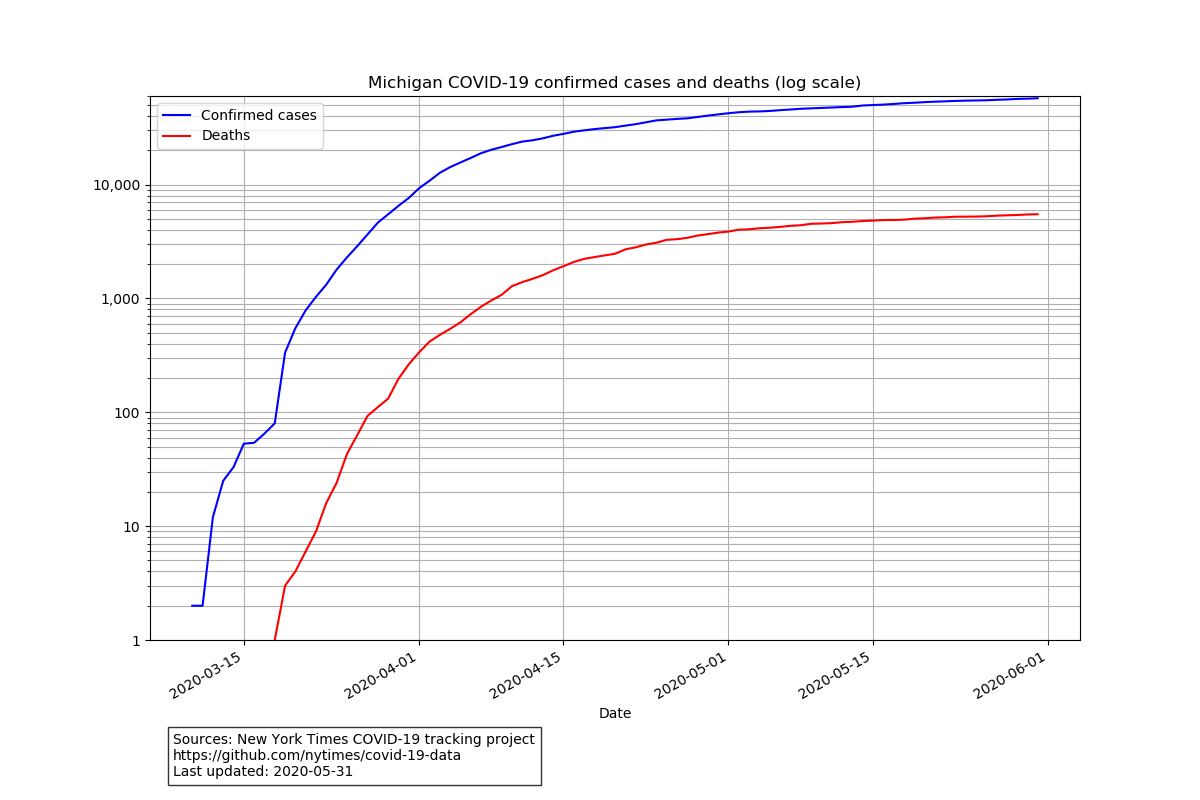 Michigan COVID-19 confirmed cases and deaths (log scale)
Confirmed cases
Deaths
10,000
1,000
100
10
1
2020-03-15
2020-04-01
2020-04-15
2020-05-01
2020-05-15
2020-06-01
Date
Sources: New York Times COVID-19 tracking project
https://github.com/nytimes/covid-19-data
Last updated: 2020-05-31